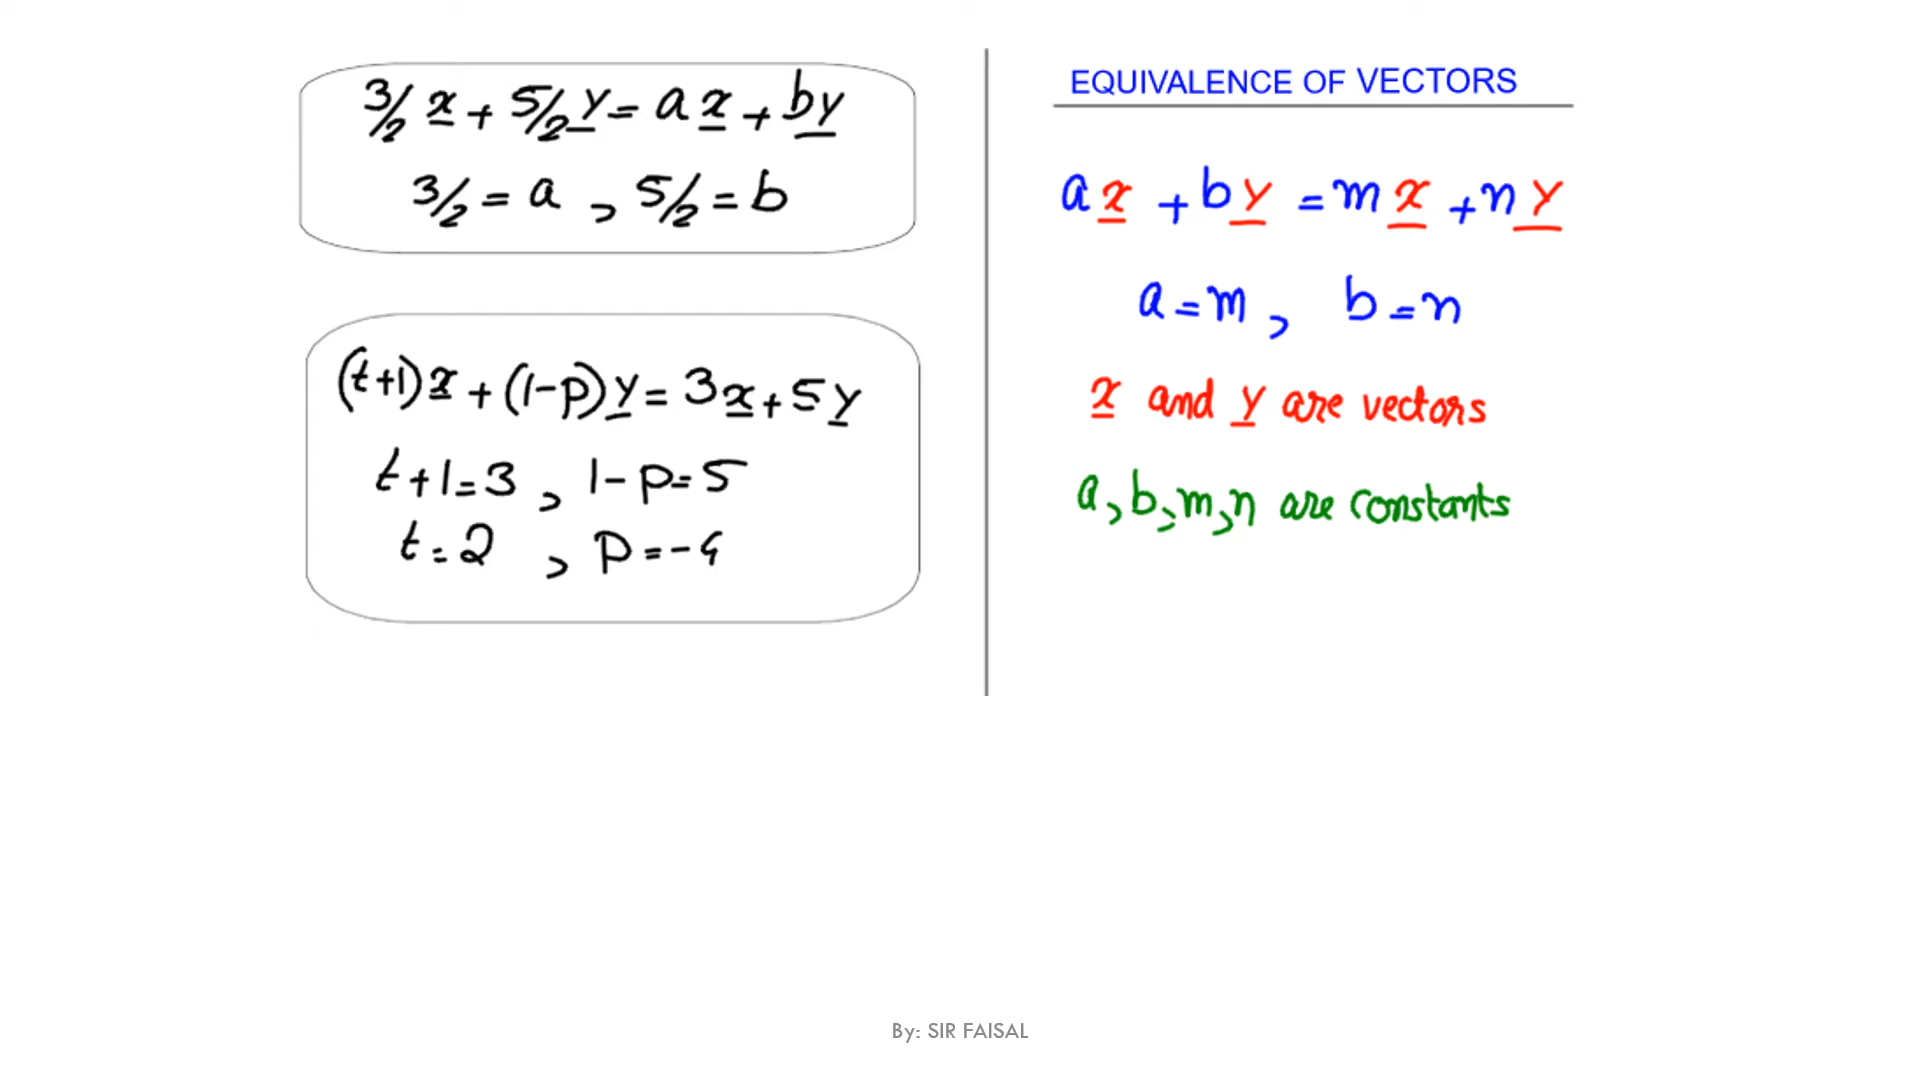 3/2 x + 5/2 y = a x + b y
3/2 = a , 5/2 = b
(t+1) x + (1-p) y = 3 x + 5 y
t+1=3 , 1-p=5
t=2 , p=-4
EQUIVALENCE OF VECTORS
a x + b y = m x + n y
a=m, b=n
x and y are vectors
a, b, m, n are constants
By: SIR FAISAL